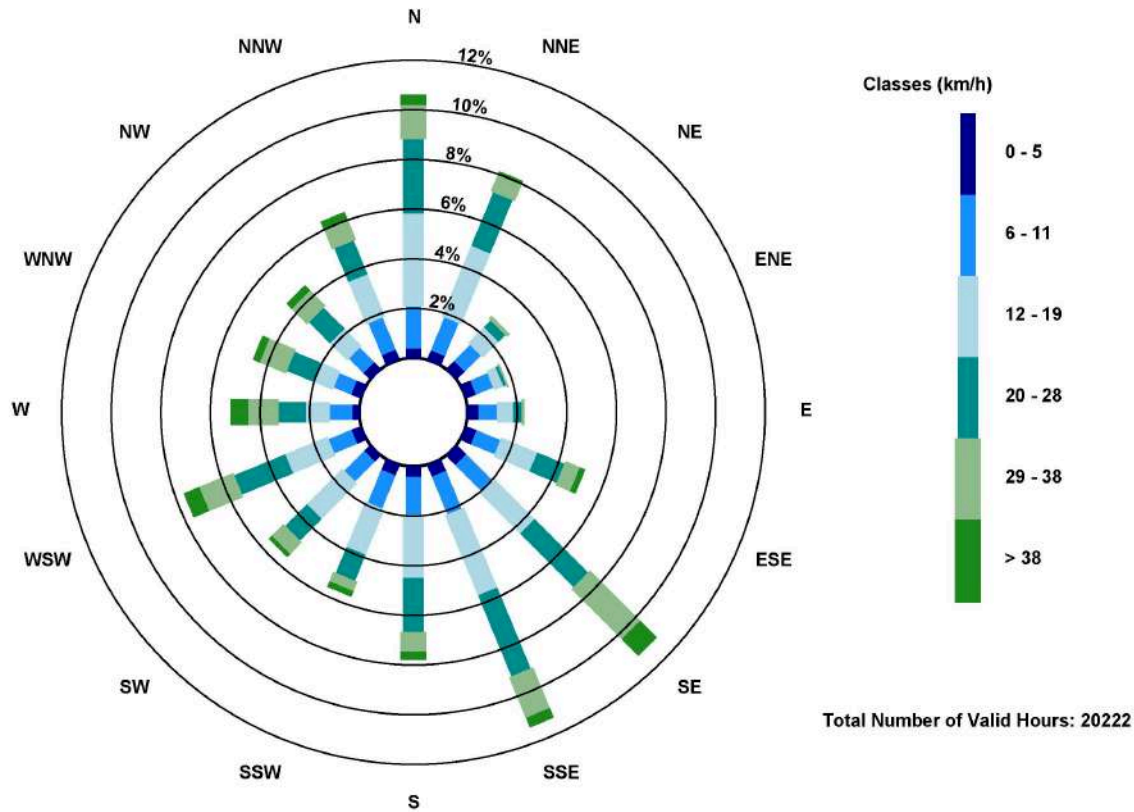 N
NNW
NNE
12%
Classes (km/h)
10%
NW
NE
0 - 5
8%
6%
6 - 11
WNW
ENE
4%
2%
12 - 19
20 - 28
W
E
29 - 38
WSW
ESE
> 38
SW
SE
Total Number of Valid Hours: 20222
SSW
SSE
S